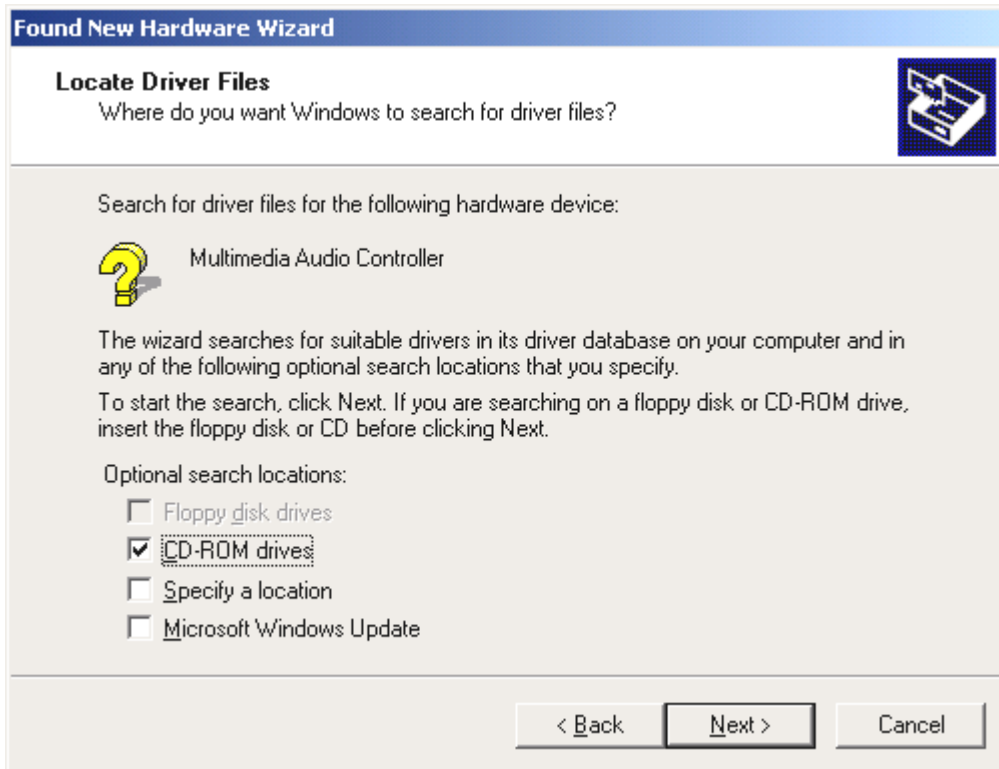 Found New Hardware Wizard
Locate Driver Files
Where do you want Windows to search for driver files?
Search for driver files for the following hardware device:
Multimedia Audio Controller
The wizard searches for suitable drivers in its driver database on your computer and in
any of the following optional search locations that you specify.
To start the search, click Next. If you are searching on a floppy disk or CD-ROM drive,
insert the floppy disk or CD before clicking Next.
Optional search locations:
Floppy disk drives
CD-ROM drives
Specify a location
Microsoft Windows Update
< Back Next > Cancel